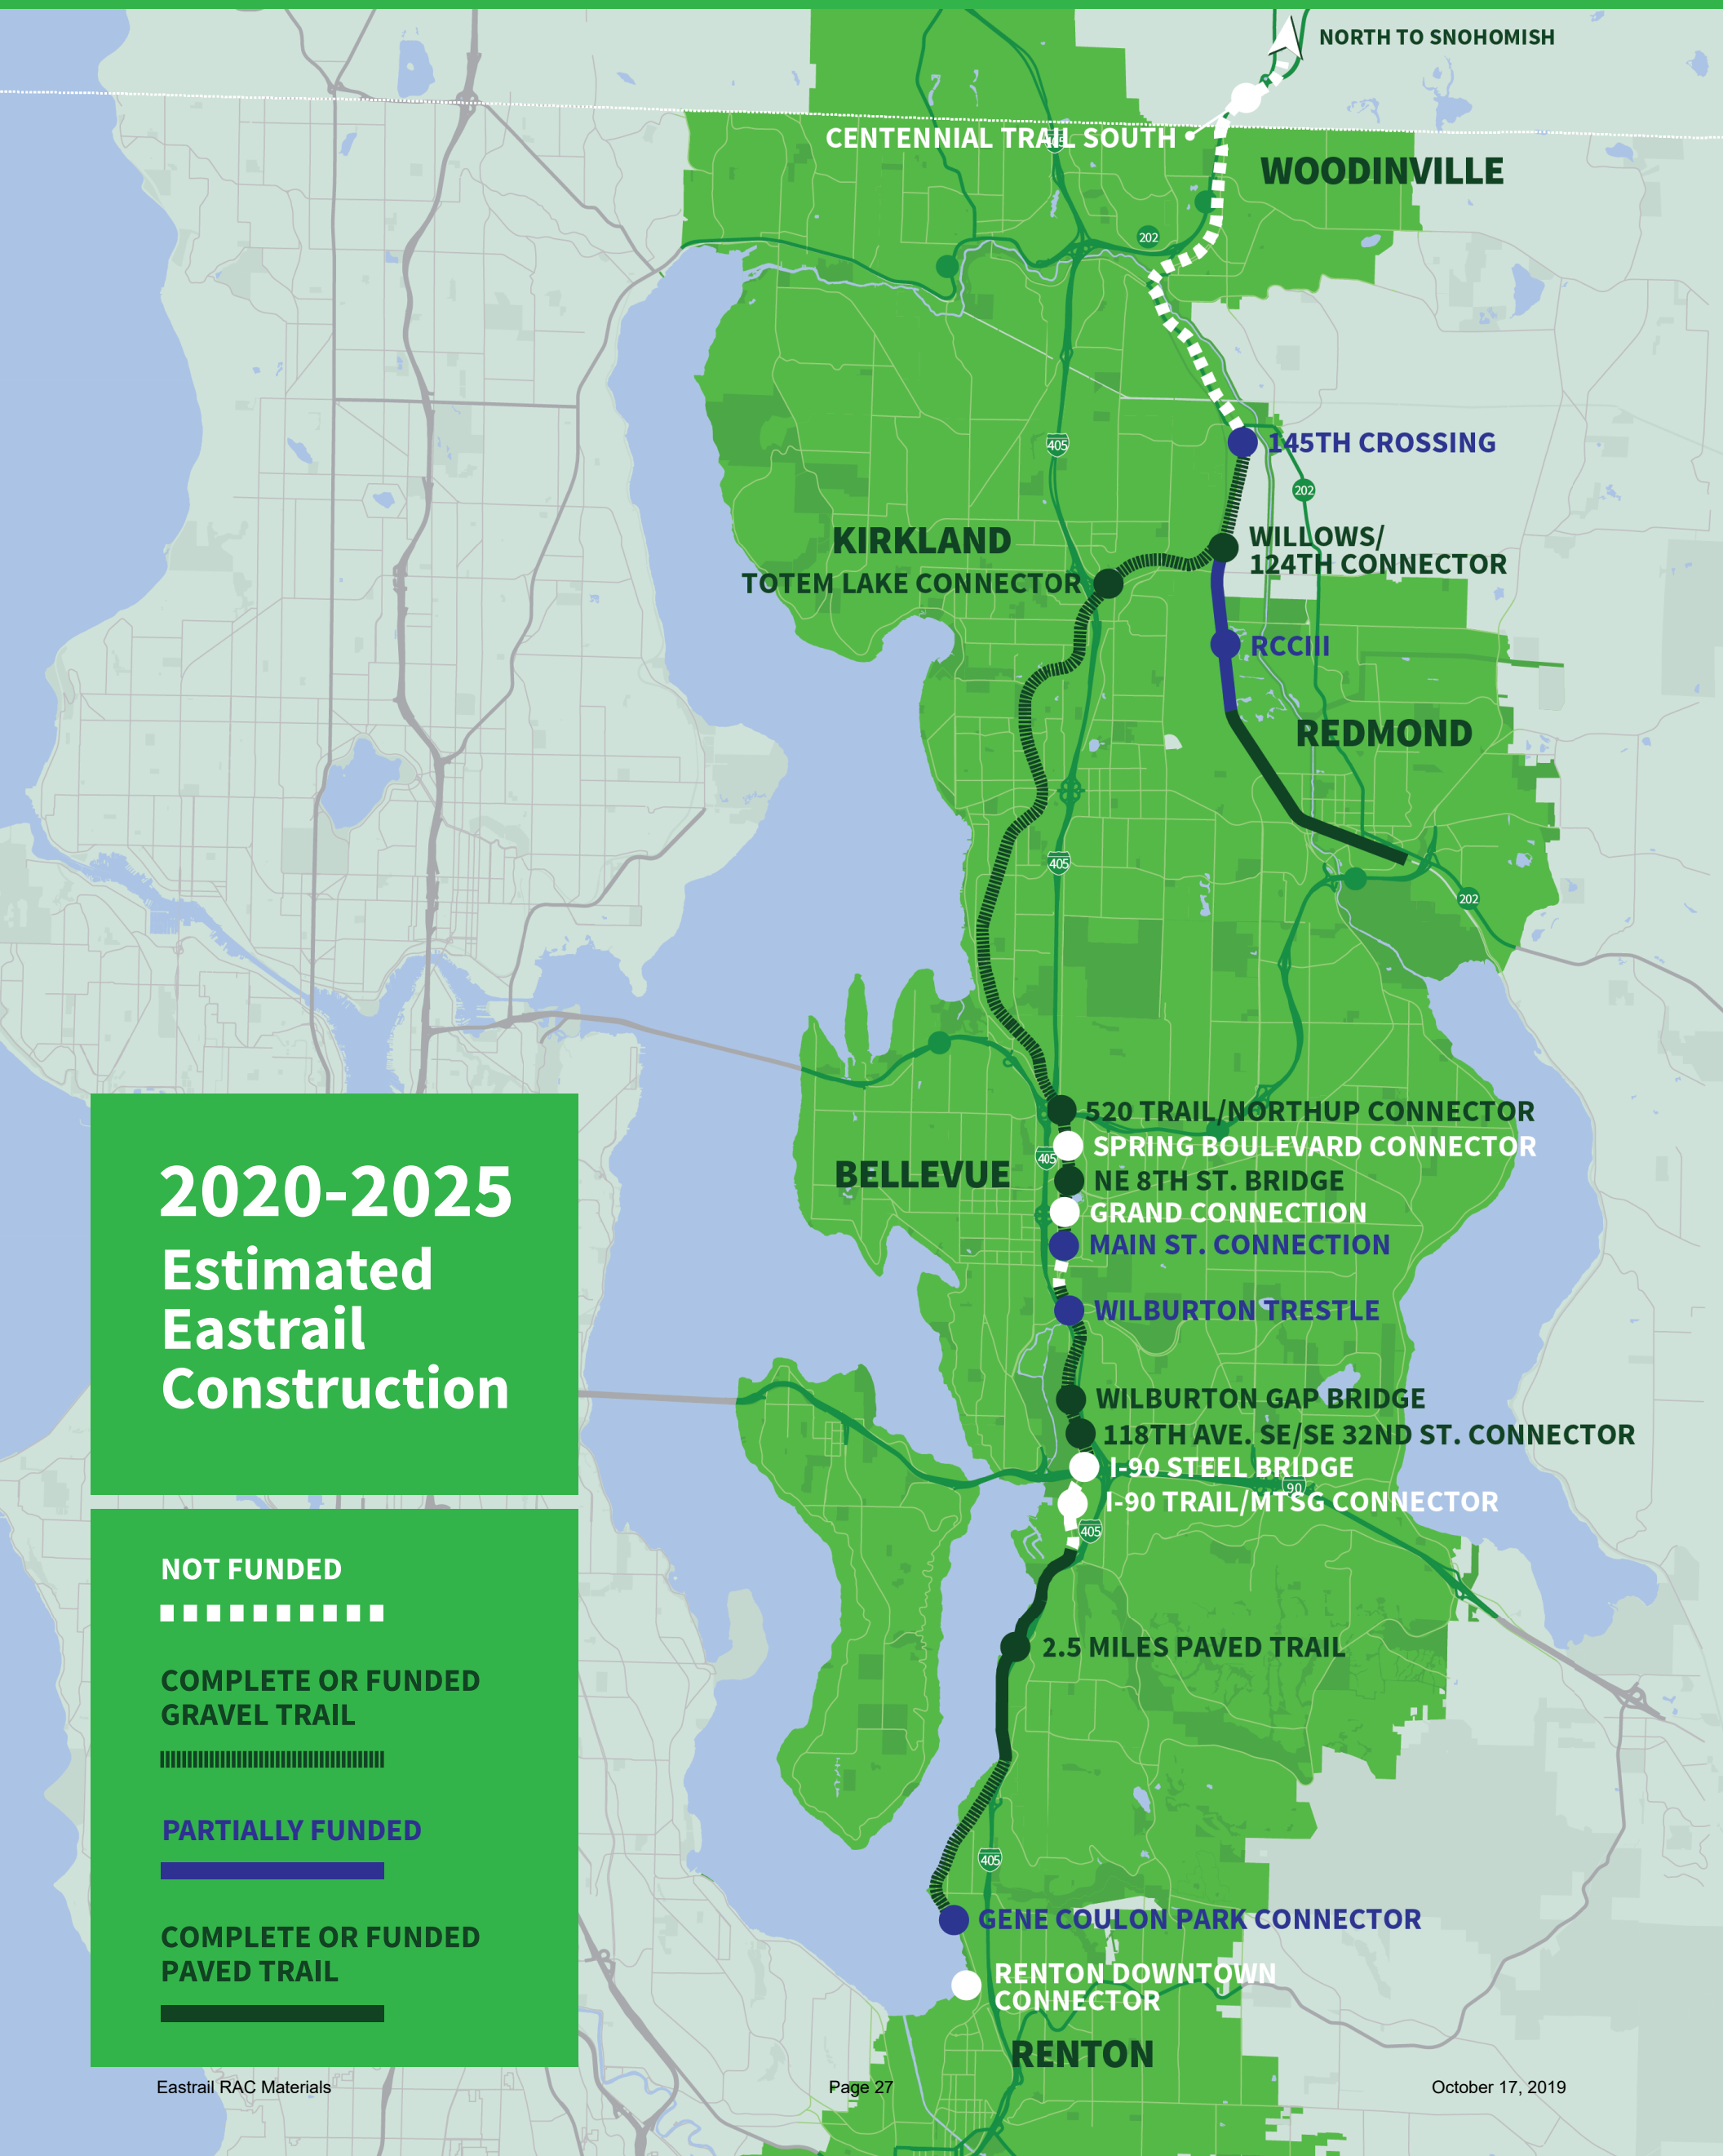 NORTH TO SNOHOMISH
CENTENNIAL TRAIL SOUTH
405
WOODINVILLE
202
145TH CROSSING
405
202
KIRKLAND
WILLOWS/
124TH CONNECTOR
TOTEM LAKE CONNECTOR
RCCIII
REDMOND
405
202
520 TRAIL/NORTHUP CONNECTOR
SPRING BOULEVARD CONNECTOR
405
BELLEVUE
NE 8TH ST. BRIDGE
GRAND CONNECTION
MAIN ST. CONNECTION
WILBURTON TRESTLE
WILBURTON GAP BRIDGE
118TH AVE. SE/SE 32ND ST. CONNECTOR
I-90 STEEL BRIDGE
90
I-90 TRAIL/MTSG CONNECTOR
405
2.5 MILES PAVED TRAIL
405
GENE COULON PARK CONNECTOR
RENTON DOWNTOWN
CONNECTOR
RENTON
2020-2025
Estimated
Eastrail
Construction
NOT FUNDED
COMPLETE OR FUNDED
GRAVEL TRAIL
PARTIALLY FUNDED
COMPLETE OR FUNDED
PAVED TRAIL
Eastrail RAC Materials
Page 27
October 17, 2019